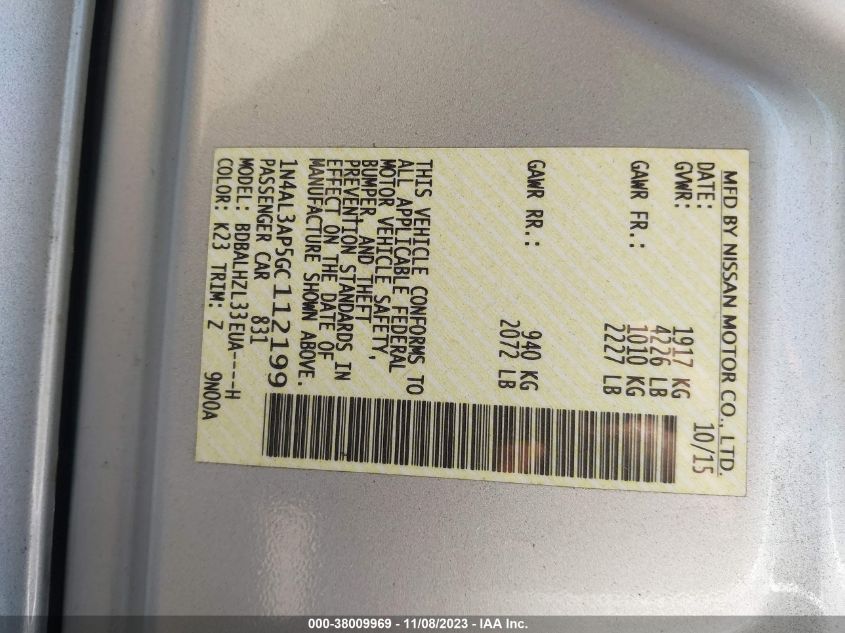 MFD BY NISSAN MOTOR CO., LTD.
DATE: 10/15
GVWR: 1917 KG
4226 LB
GAWR FR.: 1010 KG
2227 LB
GAWR RR.: 940 KG
2072 LB
THIS VEHICLE CONFORMS TO
ALL APPLICABLE FEDERAL
MOTOR VEHICLE SAFETY,
BUMPER, AND THEFT
PREVENTION STANDARDS IN
EFFECT ON THE DATE OF
MANUFACTURE SHOWN ABOVE.
1N4AL3AP5GC112199
PASSENGER CAR 831
MODEL: BDBALHZL33EUA----H
COLOR: K23 TRIM: Z 9N00A
000-38009969 - 11/08/2023 - IAA Inc.